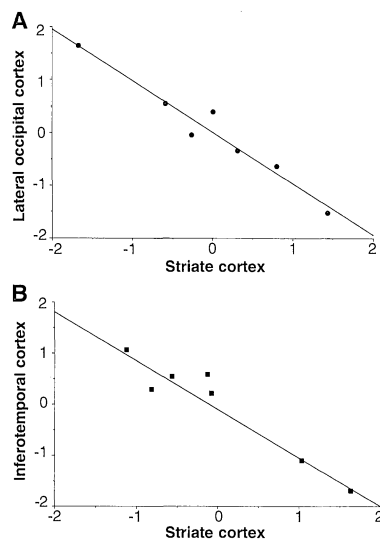 A
Lateral occipital cortex
2
1
0
-1
-2
-2 -1 0 1 2
Striate cortex
B
Inferotemporal cortex
2
1
0
-1
-2
-2 -1 0 1 2
Striate cortex